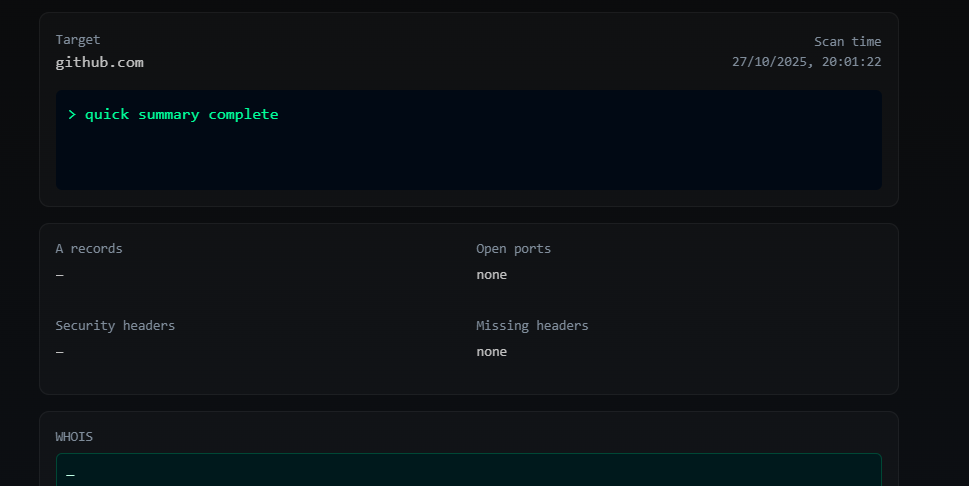 Target
github.com
Scan time
27/10/2025, 20:01:22
> quick summary complete
A records
—
Open ports
none
Security headers
—
Missing headers
none
WHOIS
—